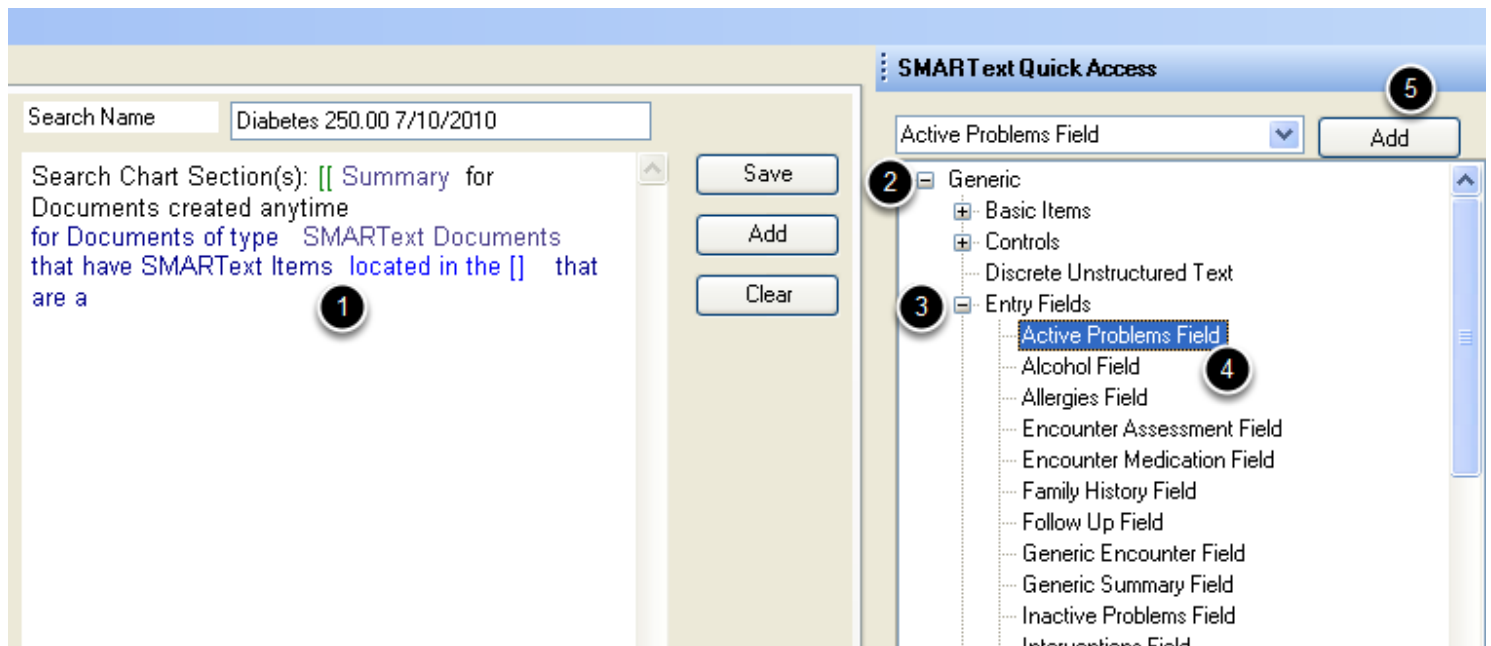 SMARText Quick Access
5
Search Name
Diabetes 250.00 7/10/2010
Search Chart Section(s): [[ Summary for
Documents created anytime
for Documents of type SMARText Documents
that have SMARText Items located in the [] that
are a
1
Save
Add
Clear
Active Problems Field
Add
2
Generic
Basic Items
Controls
Discrete Unstructured Text
3
Entry Fields
Active Problems Field
4
Alcohol Field
Allergies Field
Encounter Assessment Field
Encounter Medication Field
Family History Field
Follow Up Field
Generic Encounter Field
Generic Summary Field
Inactive Problems Field
Interventions Field